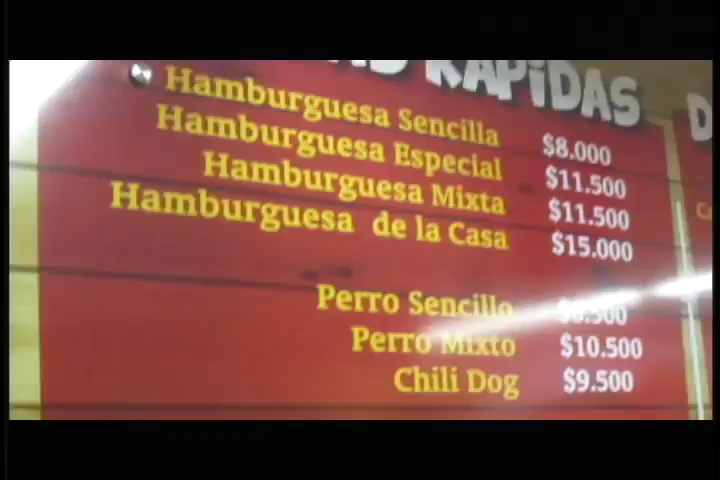 RAPiDAS
Hamburguesa Sencilla $8.000
Hamburguesa Especial $11.500
Hamburguesa Mixta $11.500
Hamburguesa de la Casa $15.000
Perro Sencillo
Perro Mixto $10.500
Chili Dog $9.500